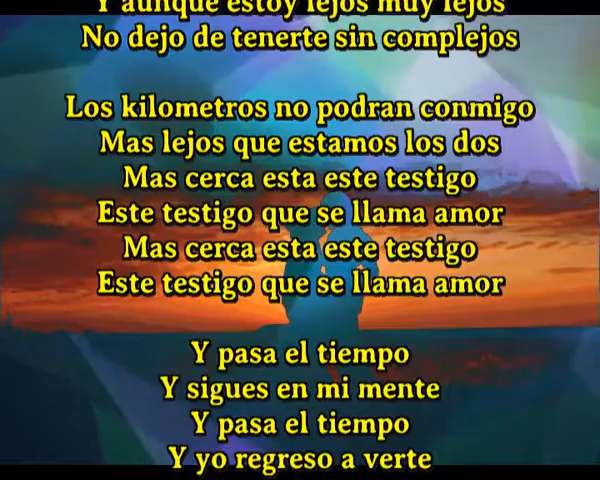 Y aunque estoy lejos muy lejos
No dejo de tenerte sin complejos
Los kilometros no podran conmigo
Mas lejos que estamos los dos
Mas cerca esta este testigo
Este testigo que se llama amor
Mas cerca esta este testigo
Este testigo que se llama amor
Y pasa el tiempo
Y sigues en mi mente
Y pasa el tiempo
Y yo regreso a verte